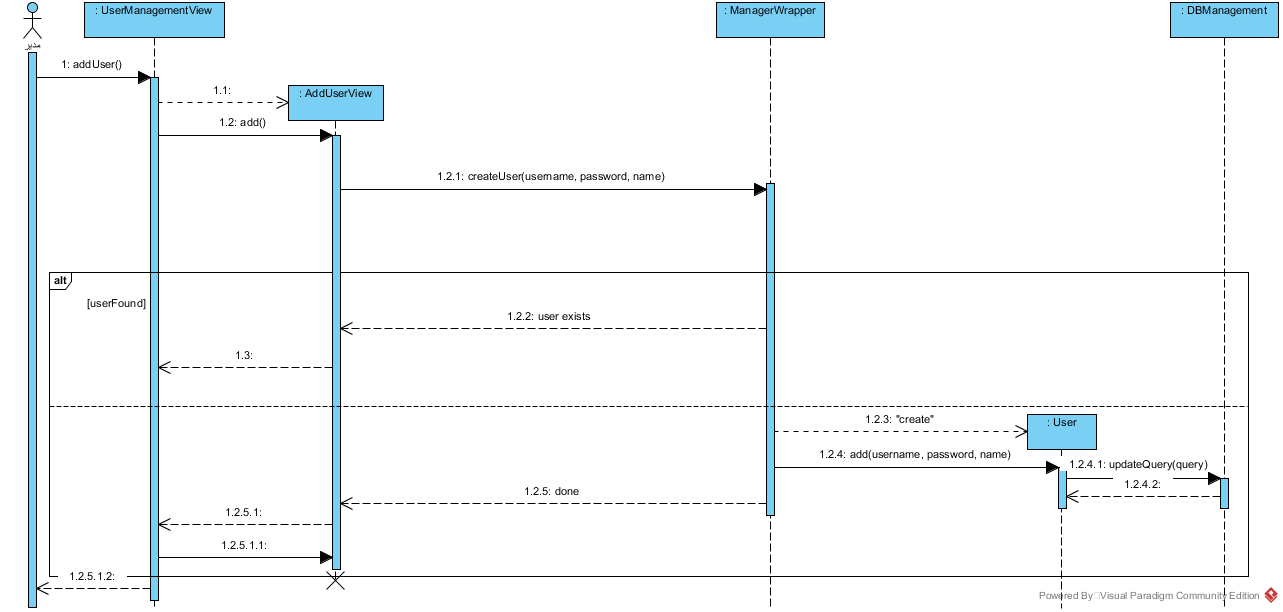 : UserManagementView
: ManagerWrapper
: DBManagement
مدير
1: addUser()
1.1:
: AddUserView
1.2: add()
1.2.1: createUser(username, password, name)
alt
[userFound]
1.2.2: user exists
1.3:
1.2.3: "create"
: User
1.2.4: add(username, password, name)
1.2.4.1: updateQuery(query)
1.2.4.2:
1.2.5: done
1.2.5.1:
1.2.5.1.1:
1.2.5.1.2:
Powered By Visual Paradigm Community Edition